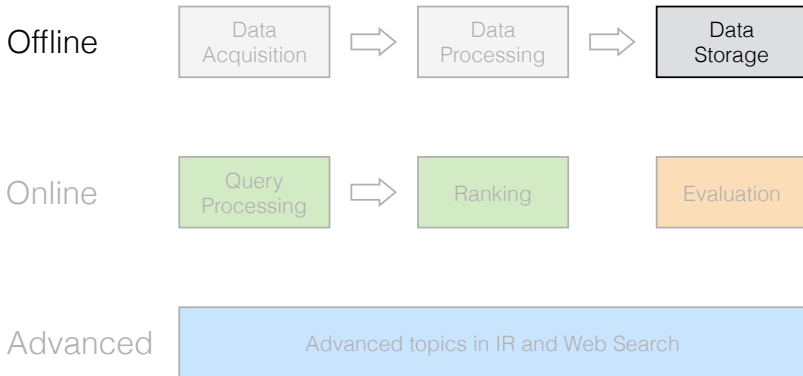 Offline
Data
Acquisition
Data
Processing
Data
Storage
Online
Query
Processing
Ranking
Evaluation
Advanced
Advanced topics in IR and Web Search